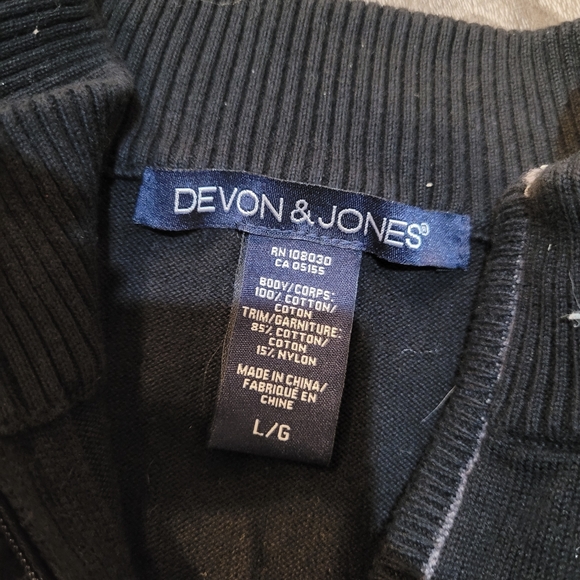 DEVON & JONES®
RN 108030
CA 05155
BODY/CORPS:
100% COTTON/
COTON
TRIM/GARNITURE:
85% COTTON/
COTON
15% NYLON
MADE IN CHINA/
FABRIQUÉ EN
CHINE
L/G